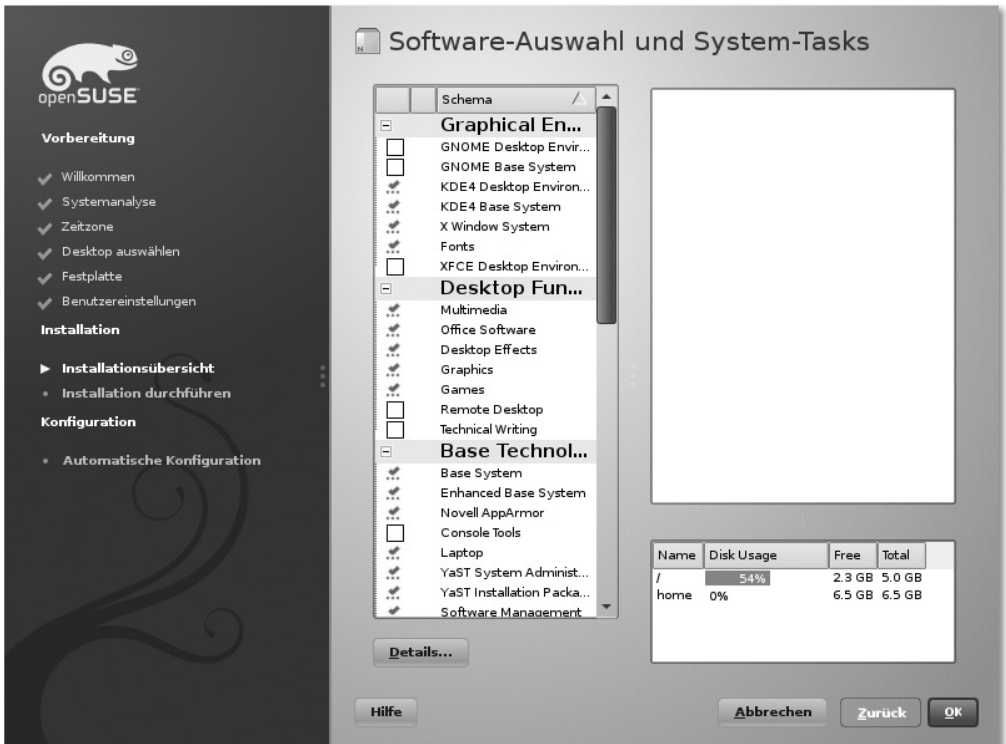 openSUSE
Vorbereitung
Willkommen
Systemanalyse
Zeitzone
Desktop auswählen
Festplatte
Benutzereinstellungen
Installation
Installationsübersicht
Installation durchführen
Konfiguration
Automatische Konfiguration
N
Software-Auswahl und System-Tasks
Schema
Graphical En...
GNOME Desktop Envir...
GNOME Base System
KDE4 Desktop Environ...
KDE4 Base System
X Window System
Fonts
XFCE Desktop Environ...
Desktop Fun...
Multimedia
Office Software
Desktop Effects
Graphics
Games
Remote Desktop
Technical Writing
Base Technol...
Base System
Enhanced Base System
Novell AppArmor
Console Tools
Laptop
YaST System Administ...
YaST Installation Packa...
Software Management
Details...
Name Disk Usage Free Total
/ 54% 2.3 GB 5.0 GB
home 0% 6.5 GB 6.5 GB
Hilfe
Abbrechen
Zurück
OK